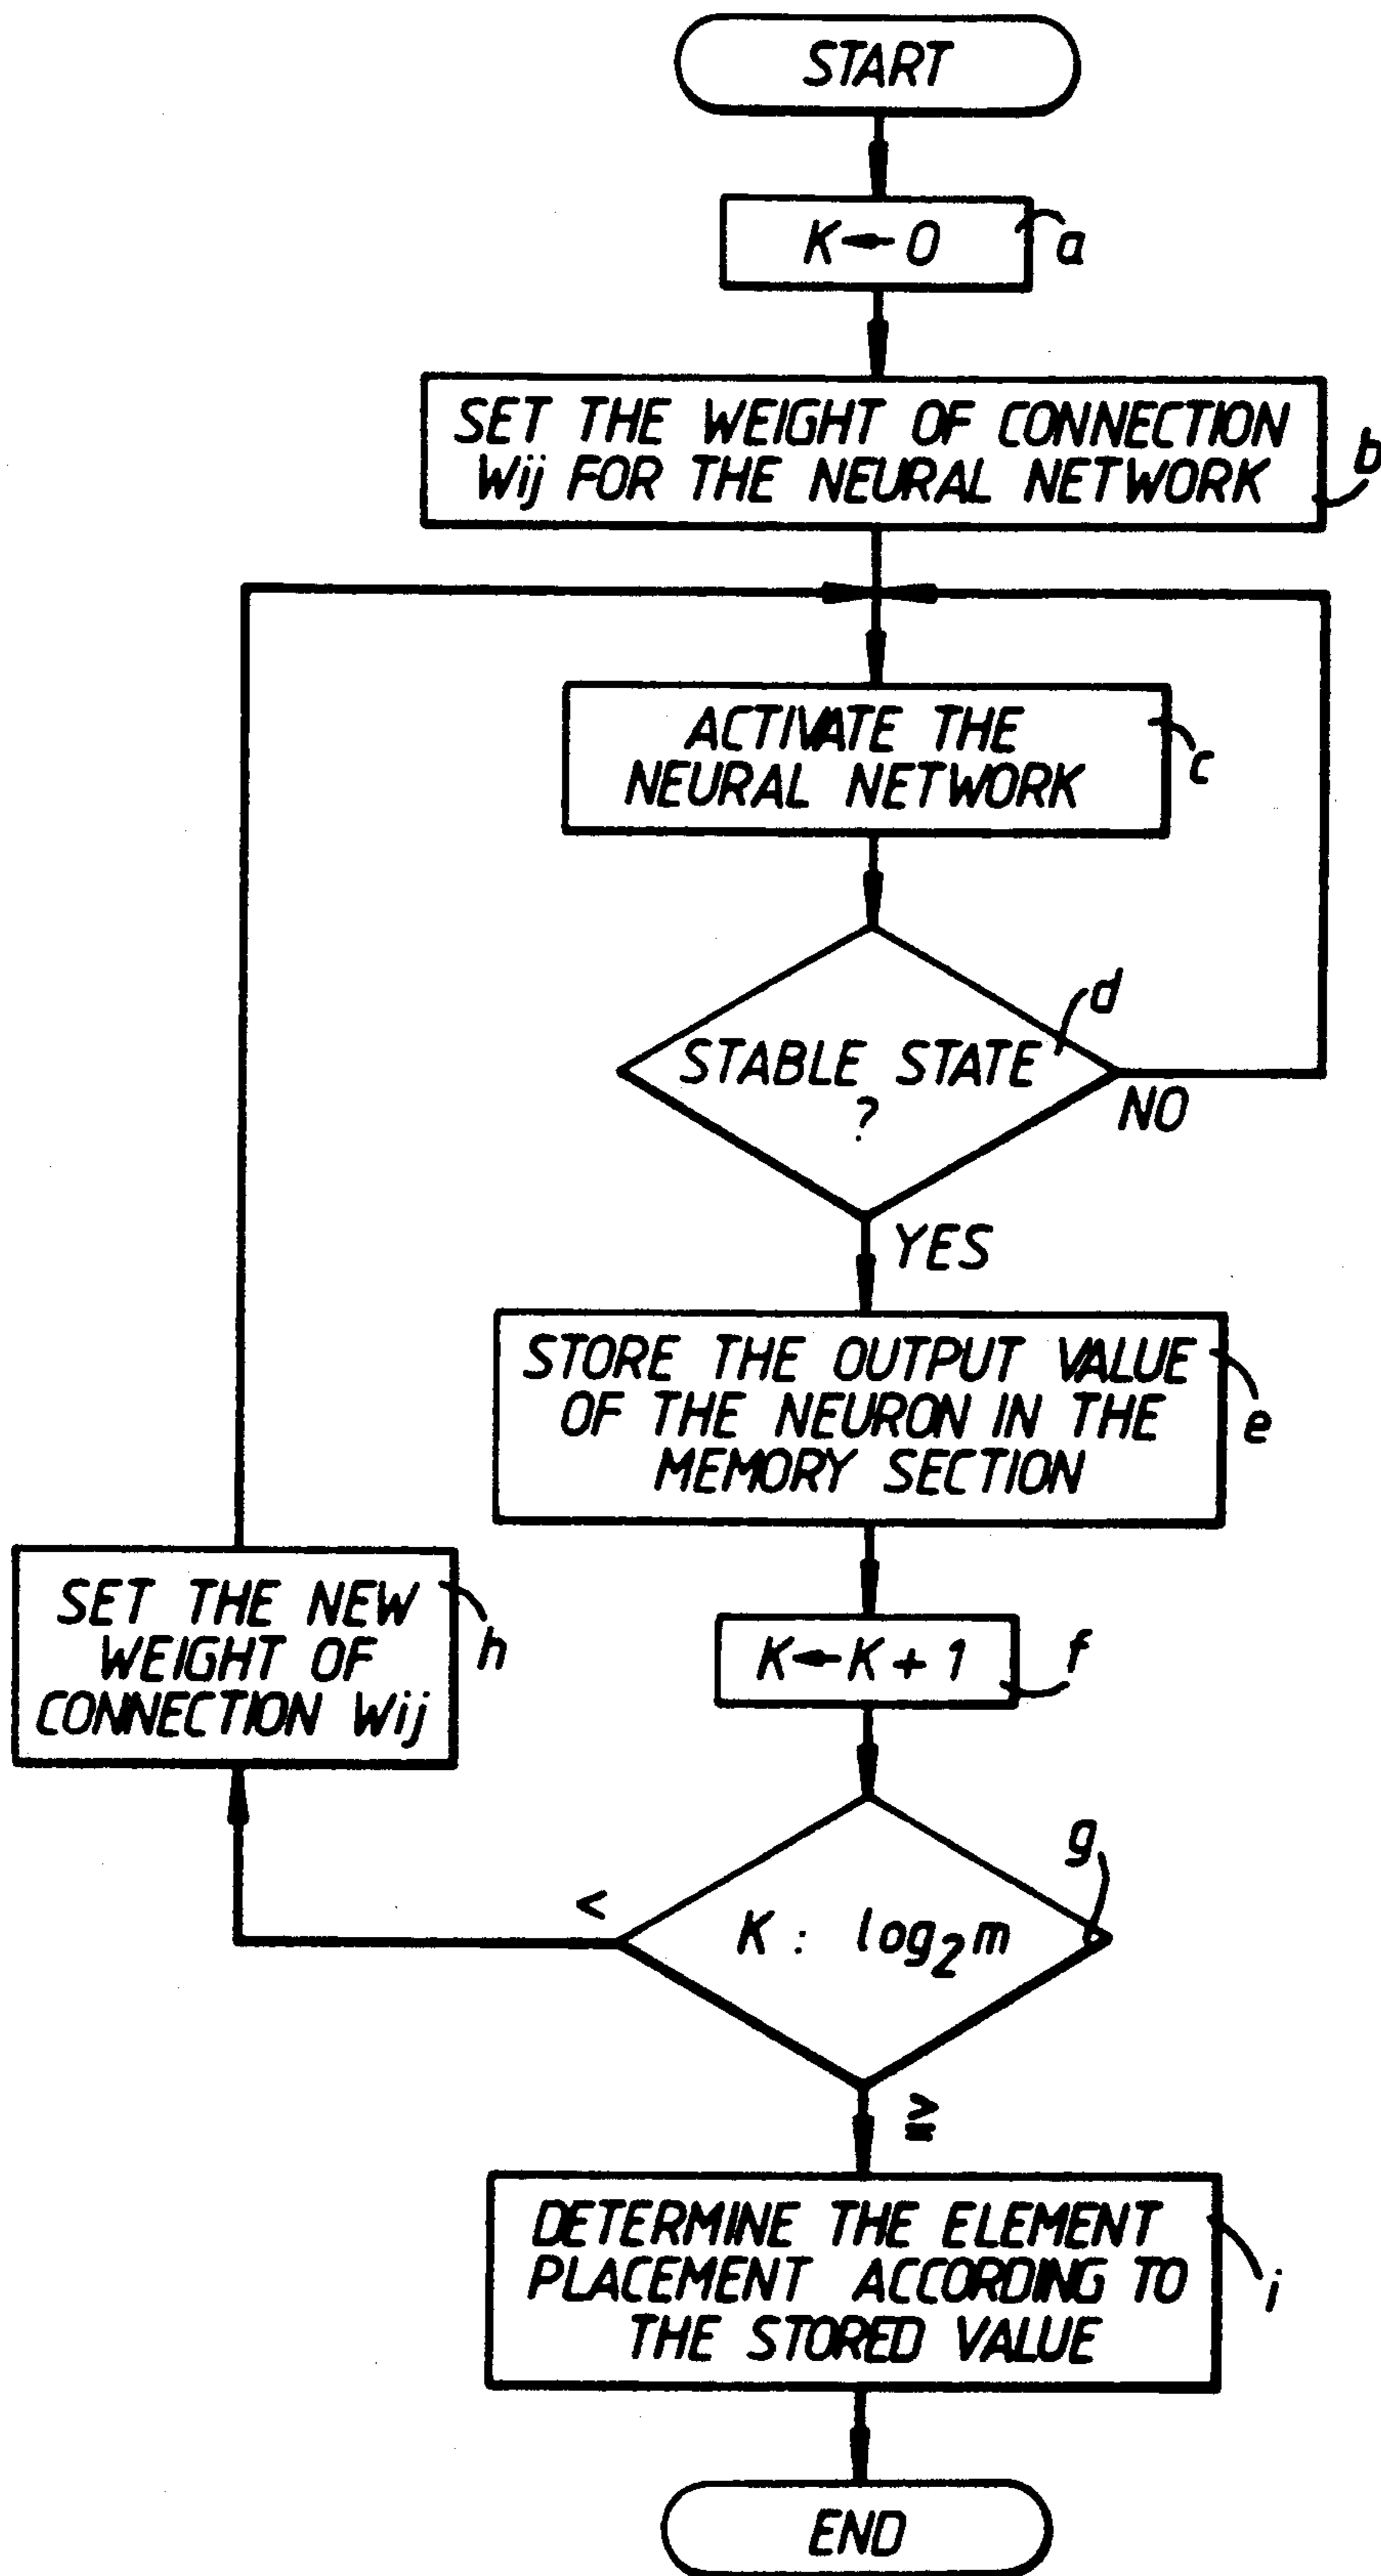 START
K←0
a
SET THE WEIGHT OF CONNECTION
Wij FOR THE NEURAL NETWORK
b
ACTIVATE THE
NEURAL NETWORK
c
d
STABLE STATE
?
NO
YES
STORE THE OUTPUT VALUE
OF THE NEURON IN THE
MEMORY SECTION
e
SET THE NEW
WEIGHT OF
CONNECTION Wij
h
K←K+1
f
g
<
K : log₂m
≧
DETERMINE THE ELEMENT
PLACEMENT ACCORDING TO
THE STORED VALUE
i
END